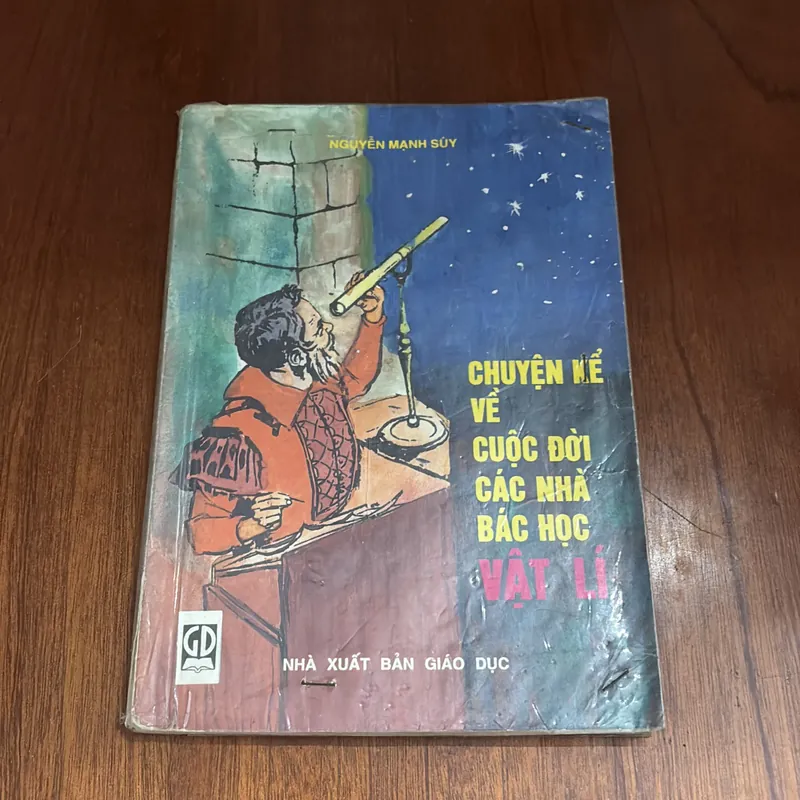 NGUYỄN MẠNH SÚY
CHUYỆN KỂ
VỀ
CUỘC ĐỜI
CÁC NHÀ
BÁC HỌC
VẬT LÍ
GD
NHÀ XUẤT BẢN GIÁO DỤC